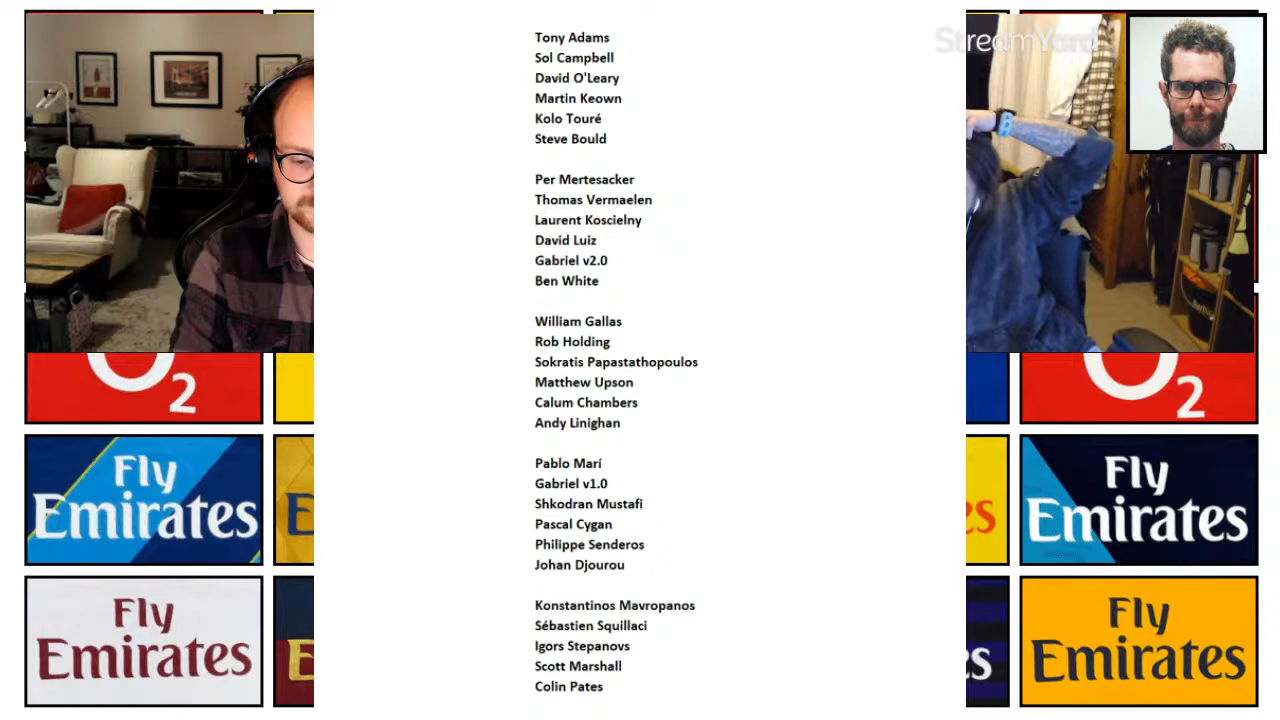 StreamYard
Tony Adams
Sol Campbell
David O'Leary
Martin Keown
Kolo Touré
Steve Bould
Per Mertesacker
Thomas Vermaelen
Laurent Koscielny
David Luiz
Gabriel v2.0
Ben White
William Gallas
Rob Holding
Sokratis Papastathopoulos
Matthew Upson
Calum Chambers
Andy Linighan
Pablo Marí
Gabriel v1.0
Shkodran Mustafi
Pascal Cygan
Philippe Senderos
Johan Djourou
Konstantinos Mavropanos
Sébastien Squillaci
Igors Stepanovs
Scott Marshall
Colin Pates
O2
O2
Fly
Emirates
Fly
Emirates
Fly
Emirates
Fly
Emirates